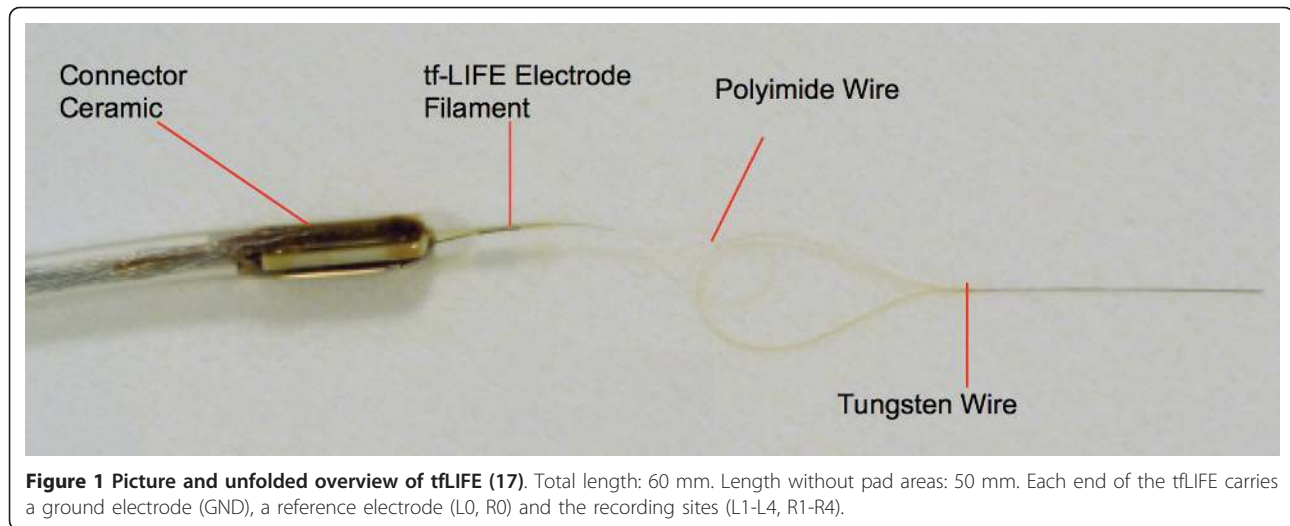 Connector
Ceramic
tf-LIFE Electrode
Filament
Polyimide Wire
Tungsten Wire
Figure 1 Picture and unfolded overview of tfLIFE (17). Total length: 60 mm. Length without pad areas: 50 mm. Each end of the tfLIFE carries
a ground electrode (GND), a reference electrode (L0, R0) and the recording sites (L1-L4, R1-R4).